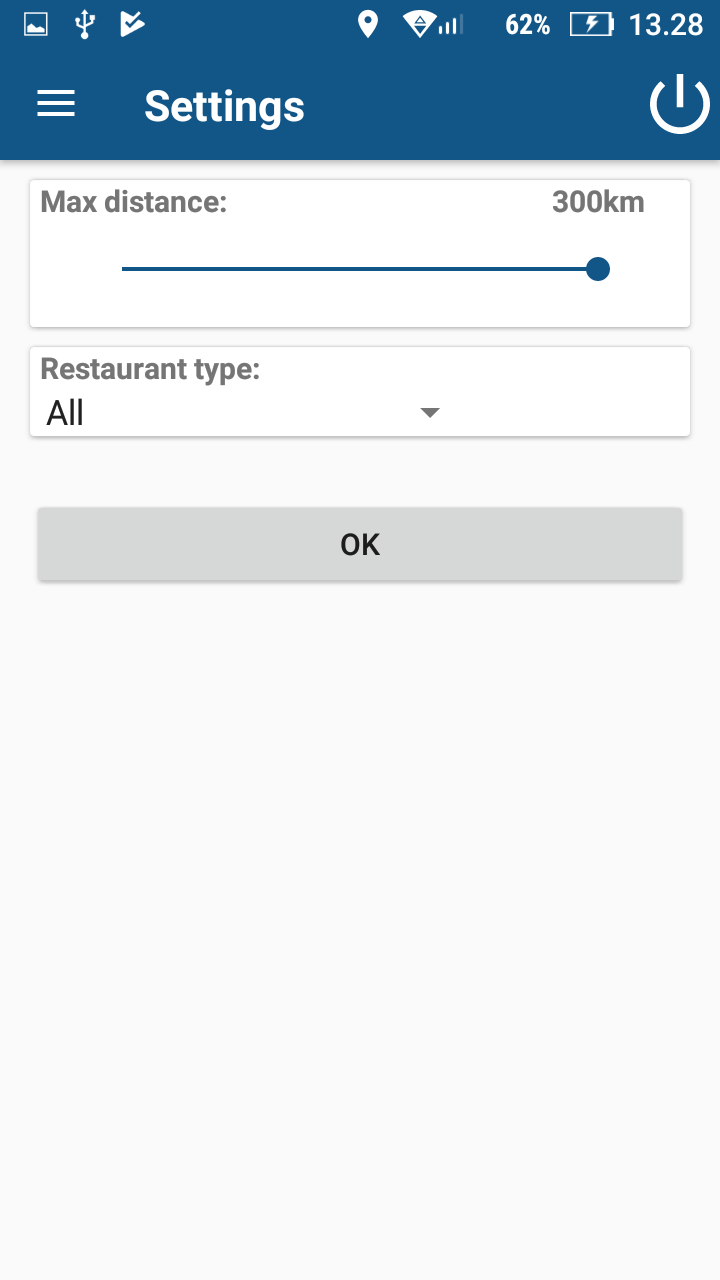 62% 13.28
Settings
Max distance: 300km
Restaurant type:
All
OK